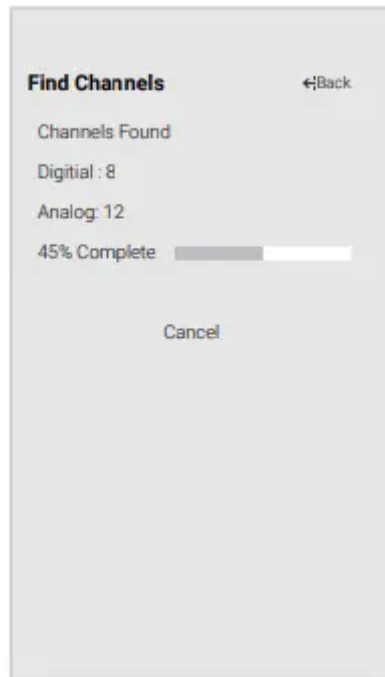 Find Channels
Back
Channels Found
Digitial : 8
Analog: 12
45% Complete
Cancel